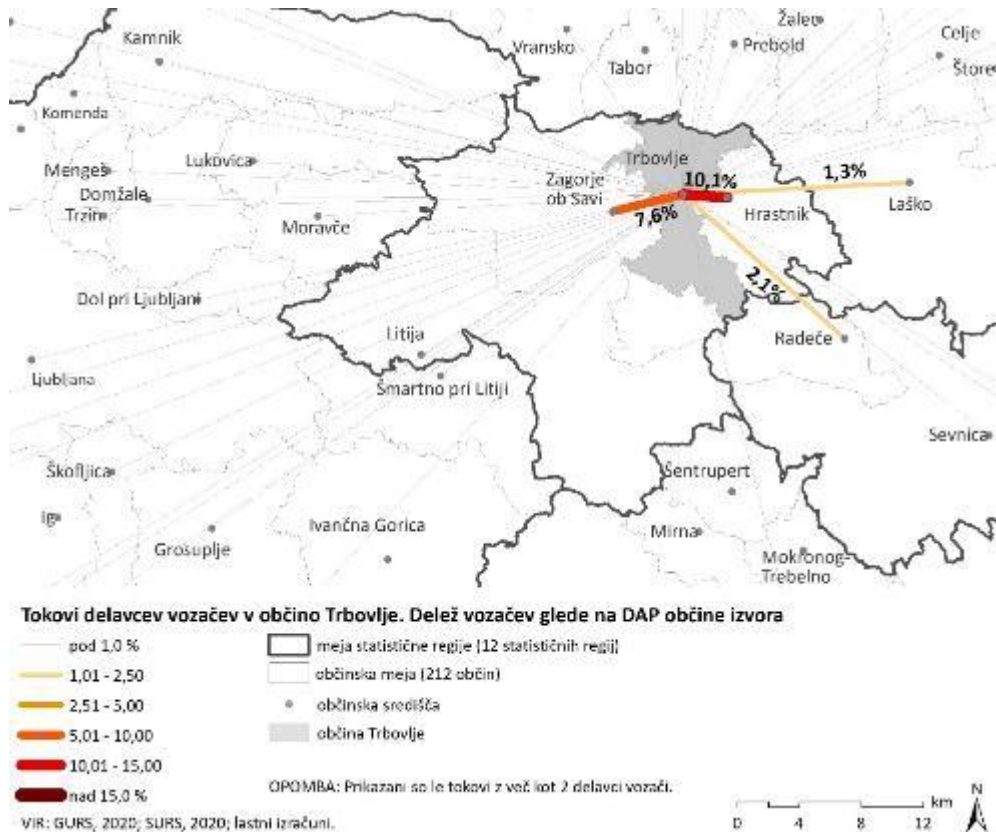 Kamnik
Vransko
Tabor
Žalec
Prebold
Celje
Štore
Komenda
Mengeš
Domžale
Trzin
Lukovica
Moravče
Zagorje
ob Savi
Trbovlje
10,1%
7,6%
1,3%
Hrastnik
Laško
2,1%
Dol pri Ljubljani
Radeče
Litija
Ljubljana
Šmartno pri Litiji
Sevnica
Škofljica
Šentrupert
Ig
Ivančna Gorica
Mirna
Grosuplje
Mokronog-
Trebelno
Tokovi delavcev vozačev v občino Trbovlje. Delež vozačev glede na DAP občine izvora
pod 1,0 %
1,01 - 2,50
2,51 - 5,00
5,01 - 10,00
10,01 - 15,00
nad 15,0 %
meja statistične regije (12 statističnih regij)
občinska meja (212 občin)
občinska središča
občina Trbovlje
OPOMBA: Prikazani so le tokovi z več kot 2 delavci vozači.
VIR: GURS, 2020; SURS, 2020; lastni izračuni.
km
0 4 8 12
N